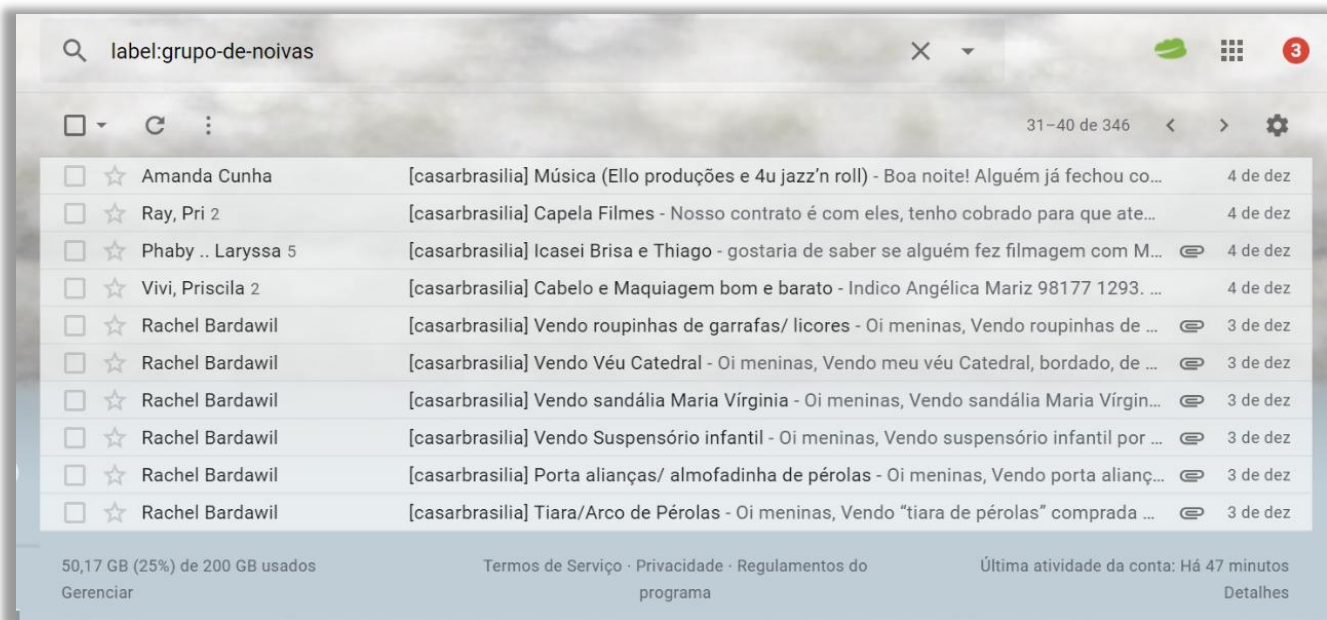 label:grupo-de-noivas
3
31–40 de 346
Amanda Cunha [casarbrasilia] Música (Ello produções e 4u jazz’n roll) - Boa noite! Alguém já fechou co... 4 de dez
Ray, Pri 2 [casarbrasilia] Capela Filmes - Nosso contrato é com eles, tenho cobrado para que ate... 4 de dez
Phaby .. Laryssa 5 [casarbrasilia] Icasei Brisa e Thiago - gostaria de saber se alguém fez filmagem com M... 4 de dez
Vivi, Priscila 2 [casarbrasilia] Cabelo e Maquiagem bom e barato - Indico Angélica Mariz 98177 1293. ... 4 de dez
Rachel Bardawil [casarbrasilia] Vendo roupinhas de garrafas/ licores - Oi meninas, Vendo roupinhas de ... 3 de dez
Rachel Bardawil [casarbrasilia] Vendo Véu Catedral - Oi meninas, Vendo meu véu Catedral, bordado, de ... 3 de dez
Rachel Bardawil [casarbrasilia] Vendo sandália Maria Vírginia - Oi meninas, Vendo sandália Maria Vírgin... 3 de dez
Rachel Bardawil [casarbrasilia] Vendo Suspensório infantil - Oi meninas, Vendo suspensório infantil por ... 3 de dez
Rachel Bardawil [casarbrasilia] Porta alianças/ almofadinha de pérolas - Oi meninas, Vendo porta alianç... 3 de dez
Rachel Bardawil [casarbrasilia] Tiara/Arco de Pérolas - Oi meninas, Vendo “tiara de pérolas” comprada ... 3 de dez
50,17 GB (25%) de 200 GB usados
Gerenciar
Termos de Serviço · Privacidade · Regulamentos do
programa
Última atividade da conta: Há 47 minutos
Detalhes